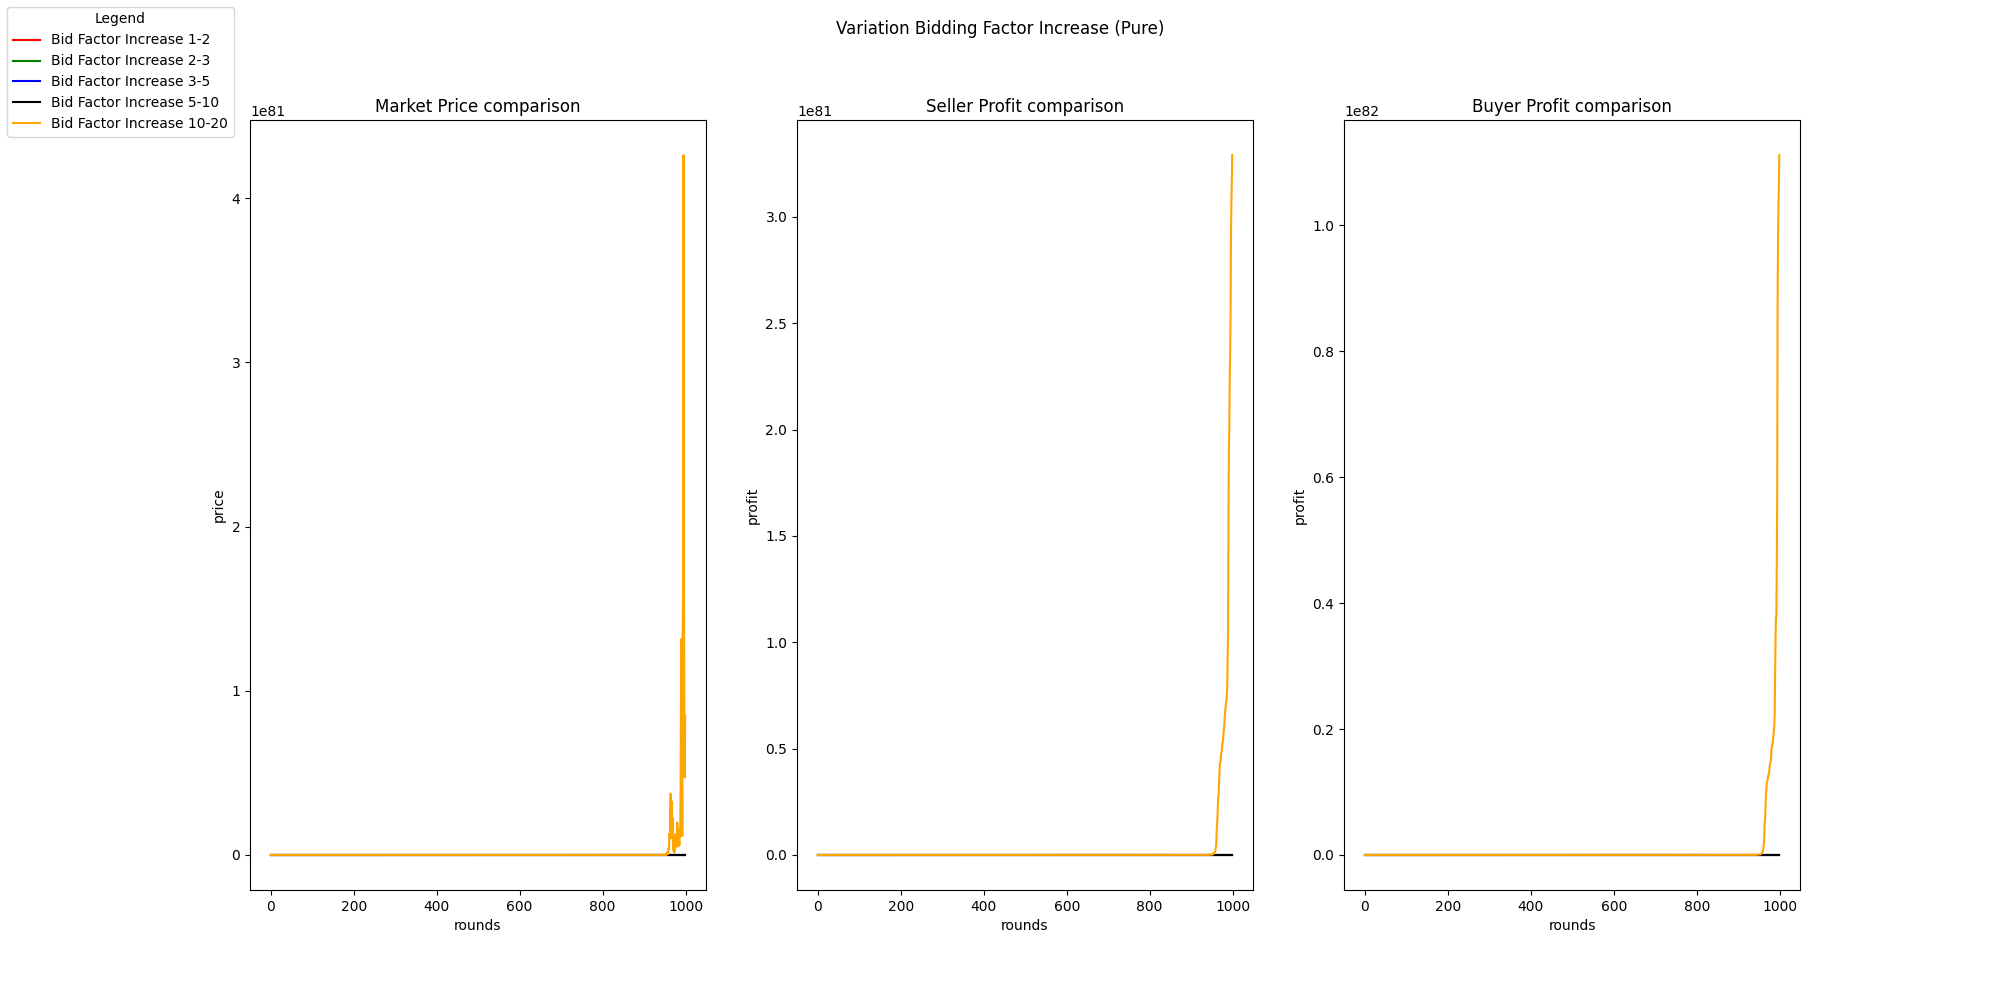 Legend
Bid Factor Increase 1-2
Bid Factor Increase 2-3
Bid Factor Increase 3-5
Bid Factor Increase 5-10
Bid Factor Increase 10-20
Variation Bidding Factor Increase (Pure)
Market Price comparison
1e81
4
3
2
1
0
price
0 200 400 600 800 1000
rounds
Seller Profit comparison
1e81
3.0
2.5
2.0
1.5
1.0
0.5
0.0
profit
0 200 400 600 800 1000
rounds
Buyer Profit comparison
1e82
1.0
0.8
0.6
0.4
0.2
0.0
profit
0 200 400 600 800 1000
rounds